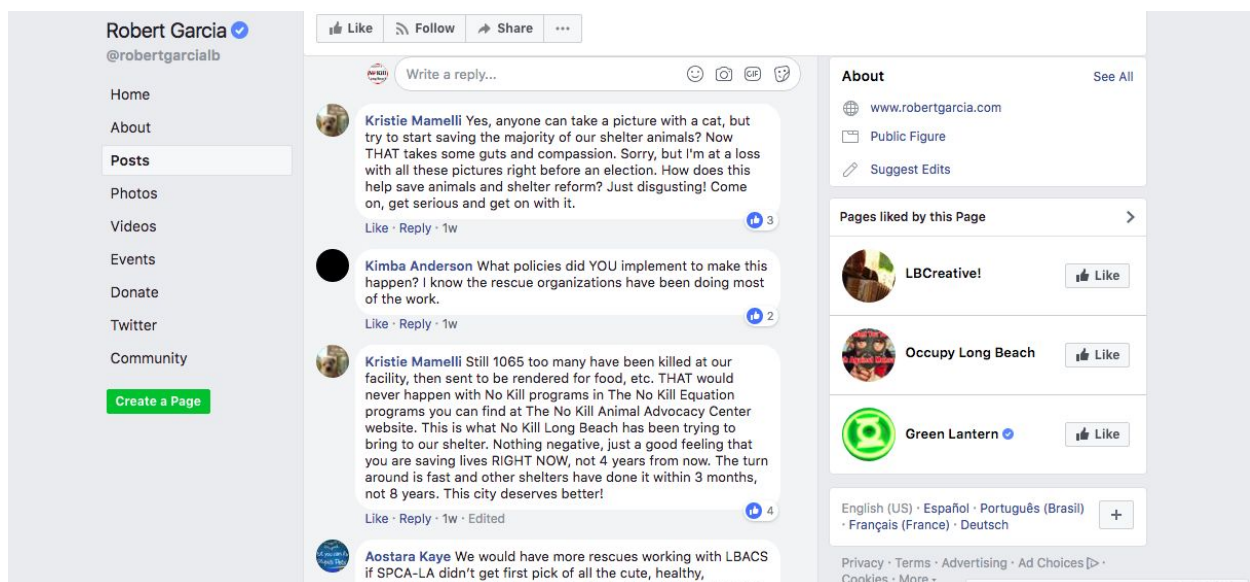 Robert Garcia
@robertgarcialb
Home
About
Posts
Photos
Videos
Events
Donate
Twitter
Community
Create a Page
Like
Follow
Share
Write a reply...
GIF
Kristie Mamelli Yes, anyone can take a picture with a cat, but
try to start saving the majority of our shelter animals? Now
THAT takes some guts and compassion. Sorry, but I'm at a loss
with all these pictures right before an election. How does this
help save animals and shelter reform? Just disgusting! Come
on, get serious and get on with it.
3
Like · Reply · 1w
Kimba Anderson What policies did YOU implement to make this
happen? I know the rescue organizations have been doing most
of the work.
2
Like · Reply · 1w
Kristie Mamelli Still 1065 too many have been killed at our
facility, then sent to be rendered for food, etc. THAT would
never happen with No Kill programs in The No Kill Equation
programs you can find at The No Kill Animal Advocacy Center
website. This is what No Kill Long Beach has been trying to
bring to our shelter. Nothing negative, just a good feeling that
you are saving lives RIGHT NOW, not 4 years from now. The turn
around is fast and other shelters have done it within 3 months,
not 8 years. This city deserves better!
4
Like · Reply · 1w · Edited
Aostara Kaye We would have more rescues working with LBACS
if SPCA-LA didn't get first pick of all the cute, healthy,
About
See All
www.robertgarcia.com
Public Figure
Suggest Edits
Pages liked by this Page
LBCreative!
Like
Occupy Long Beach
Like
Green Lantern
Like
English (US) · Español · Português (Brasil)
· Français (France) · Deutsch
Privacy · Terms · Advertising · Ad Choices ·
Cookies · More